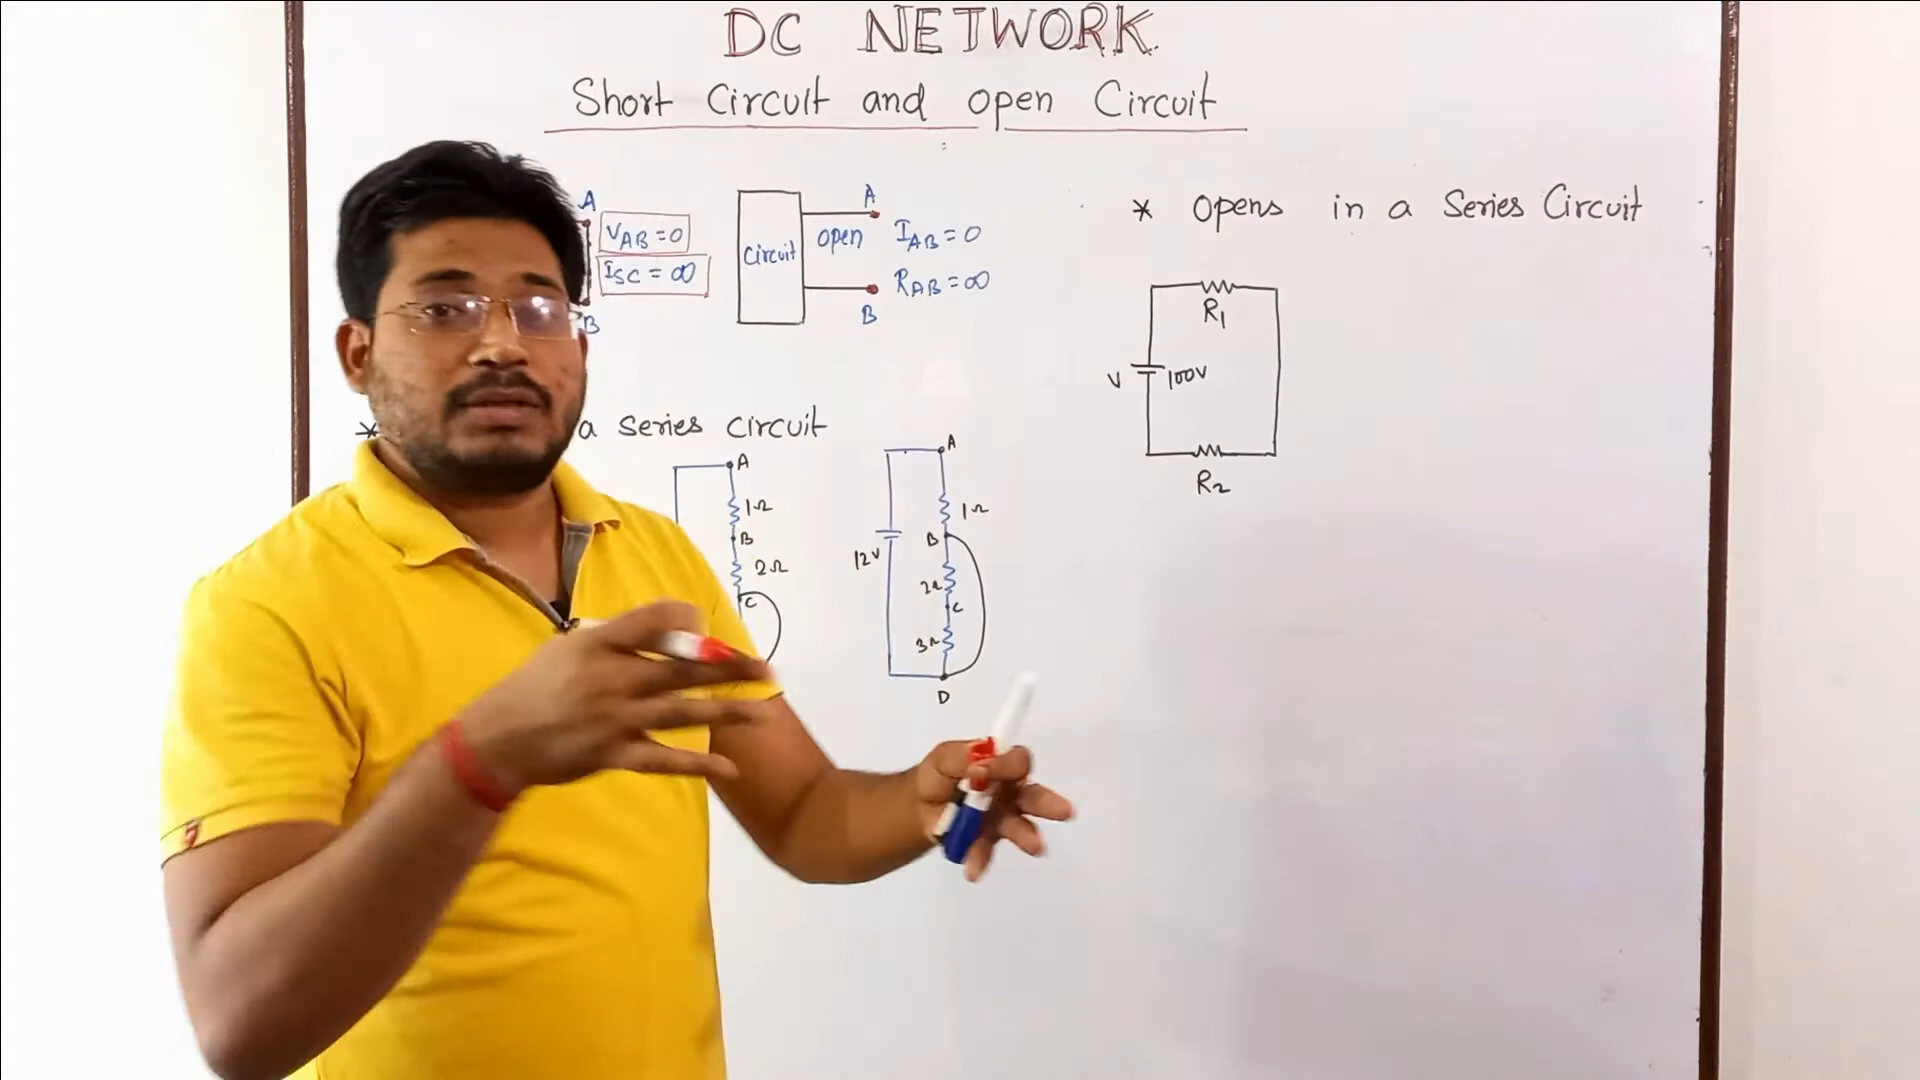 DC NETWORK
Short Circuit and open Circuit
A
VAB = 0
ISC = ∞
B
Circuit
open
A
IAB = 0
RAB = ∞
B
* a series circuit
A
1Ω
B
2Ω
C
A
1Ω
B
12V
2Ω
C
3Ω
D
* Opens in a Series Circuit
R1
V
100V
R2